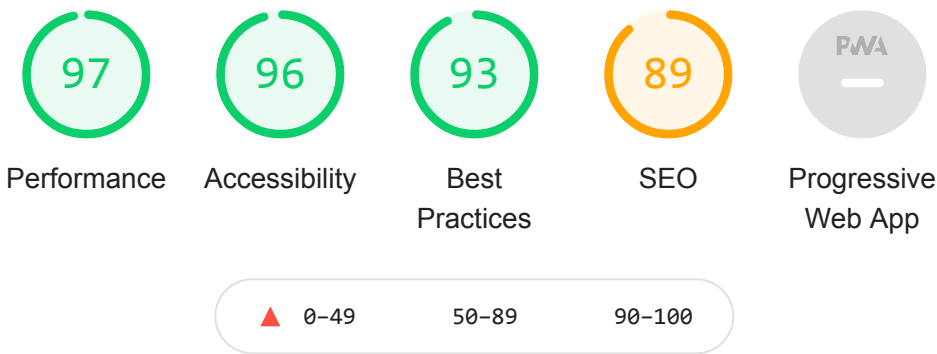 97
96
93
89
PWA
Performance
Accessibility
Best
Practices
SEO
Progressive
Web App
0–49
50–89
90–100